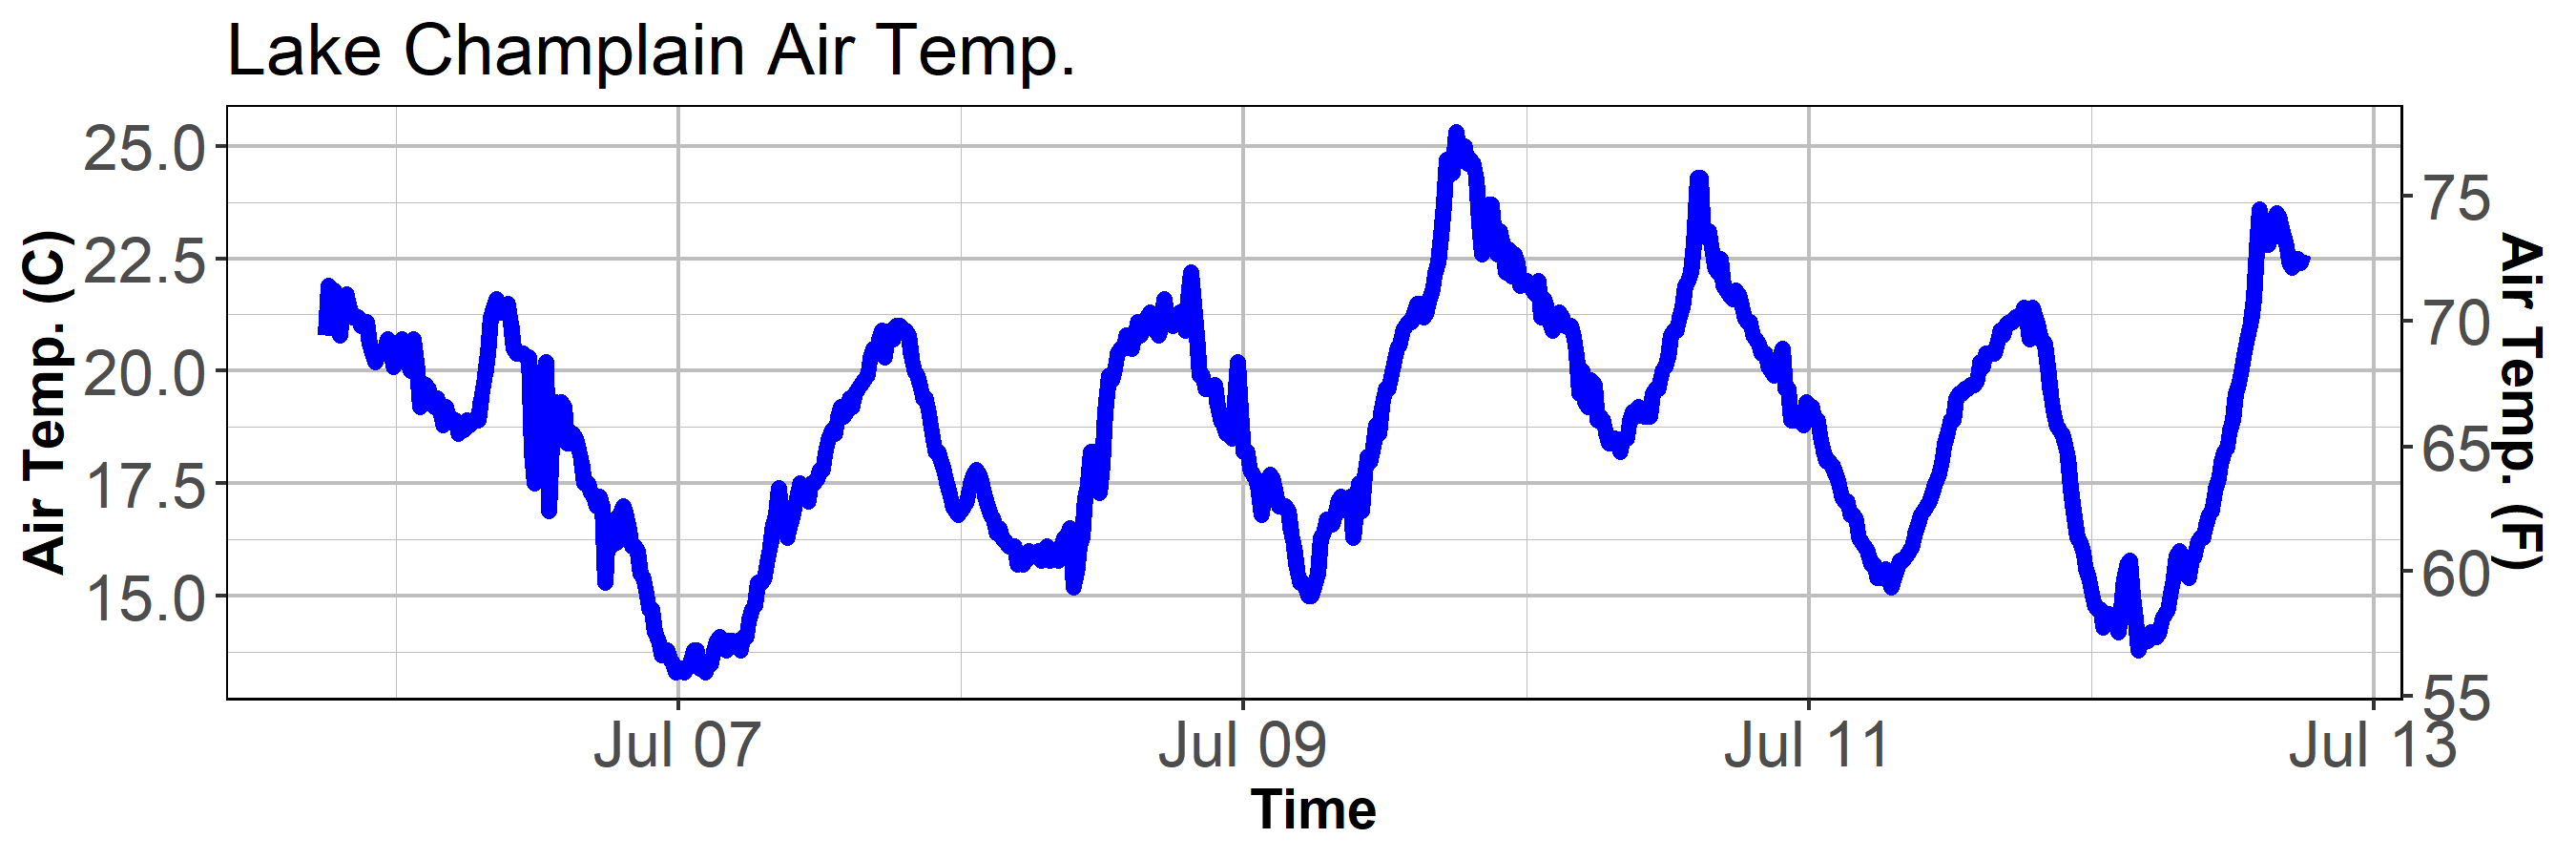 Lake Champlain Air Temp.
Air Temp. (C)
25.0
22.5
20.0
17.5
15.0
75
70
65
60
55
Air Temp. (F)
Jul 07
Jul 09
Jul 11
Jul 13
Time